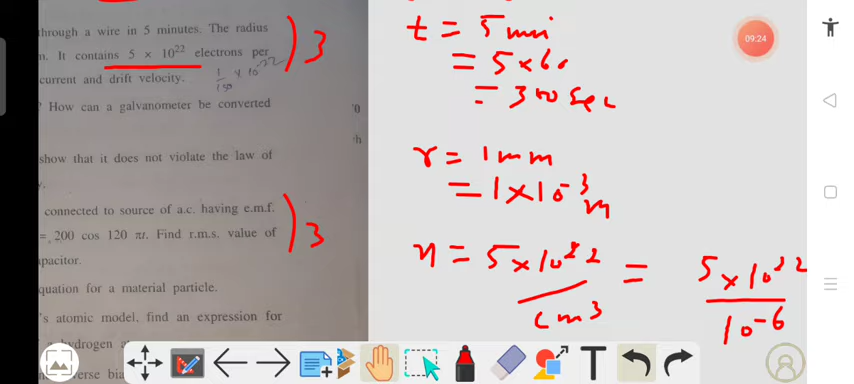 through a wire in 5 minutes. The radius
It contains 5 × 10²² electrons per
current and drift velocity.
) 3
? How can a galvanometer be converted
show that it does not violate the law of
connected to source of a.c. having e.m.f.
= 200 cos 120 πt. Find r.m.s. value of
) 3
equation for a material particle.
's atomic model, find an expression for
hydrogen
t = 5 min
= 5 × 60
= 300 sec
r = 1 mm
= 1 × 10⁻³ m
n = 5 × 10²² / cm³ = 5 × 10²² / 10⁻⁶
09:24
T